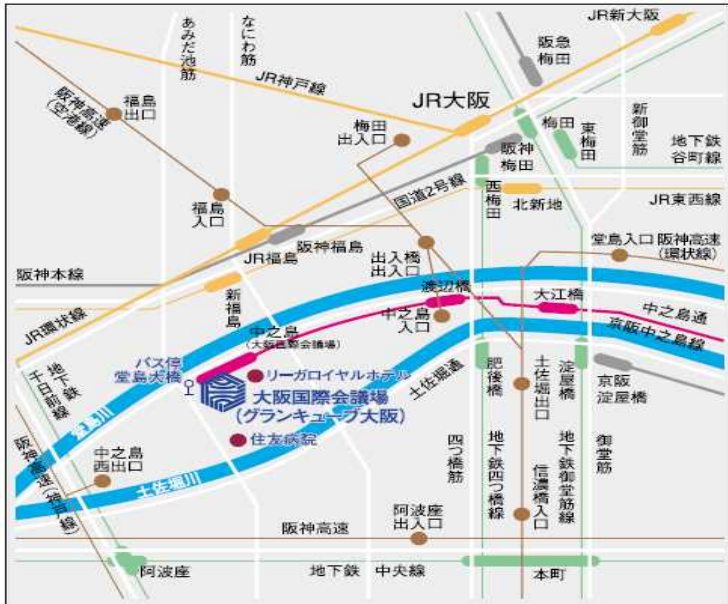 JR新大阪
あみだ池筋
なにわ筋
阪急
梅田
JR神戸線
JR大阪
新御堂筋
阪神高速
(空港線)
福島
出口
梅田
出入口
阪神
梅田
梅田
東梅田
地下鉄
谷町線
国道2号線
西梅田
北新地
JR東西線
福島
入口
阪神福島
JR福島
出入橋
出入口
堂島入口
阪神高速
(環状線)
阪神本線
新福島
渡辺橋
大江橋
中之島通
JR環状線
中之島
(大阪国際会議場)
中之島
入口
京阪中之島線
バス停
堂島大橋
リーガロイヤルホテル
大阪国際会議場
(グランキューブ大阪)
土佐堀通
肥後橋
土佐堀出口
淀屋橋
京阪
淀屋橋
地下鉄
千日前線
堂島川
住友病院
中之島
西出口
阪神高速(神戸線)
土佐堀川
四つ橋筋
地下鉄四つ橋線
信濃橋入口
地下鉄御堂筋線
御堂筋
阿波座
出入口
阪神高速
阿波座
地下鉄 中央線
本町